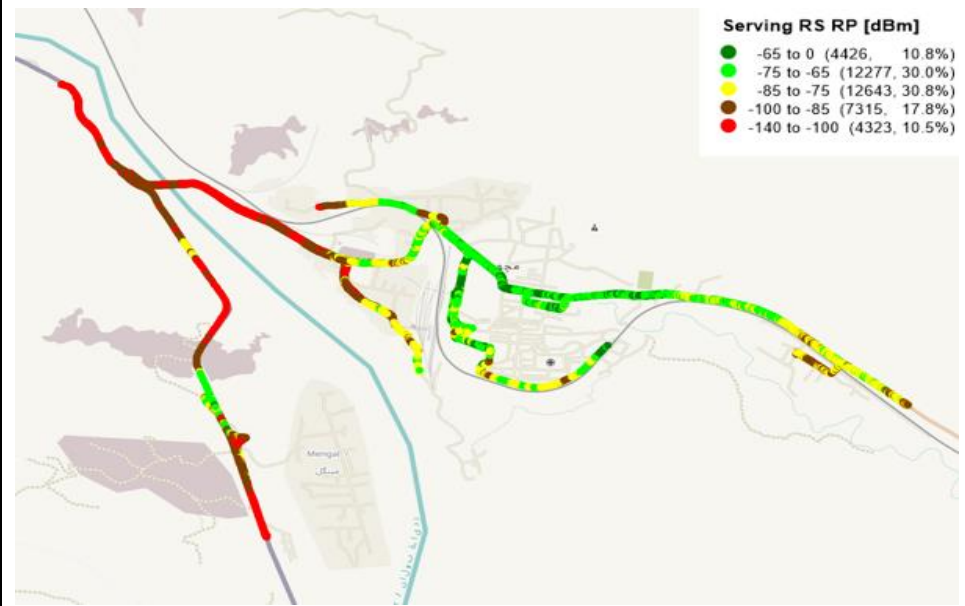 Serving RS RP [dBm]
-65 to 0 (4426, 10.8%)
-75 to -65 (12277, 30.0%)
-85 to -75 (12643, 30.8%)
-100 to -85 (7315, 17.8%)
-140 to -100 (4323, 10.5%)
Mengal
مینگل